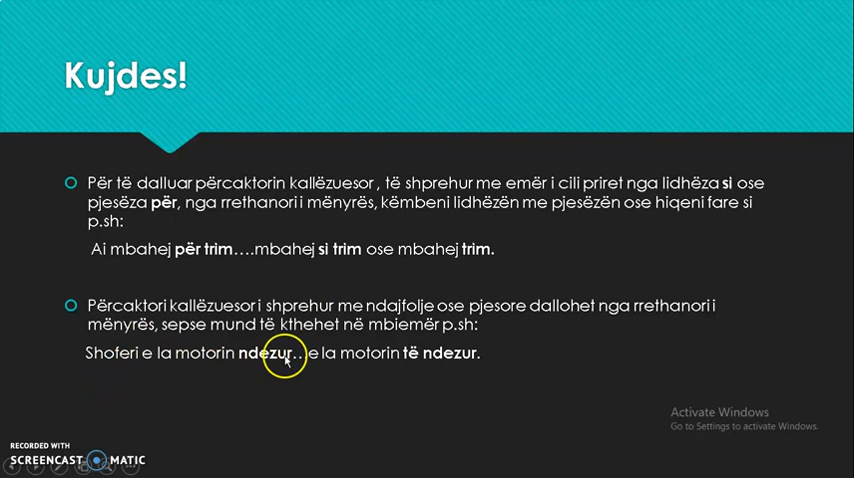 Kujdes!
Për të dalluar përcaktorin kallëzuesor , të shprehur me emër i cili priret nga lidhëza si ose
pjesëza për, nga rrethanori i mënyrës, këmbeni lidhëzën me pjesëzën ose hiqeni fare si
p.sh:
Ai mbahej për trim….mbahej si trim ose mbahej trim.
Përcaktori kallëzuesor i shprehur me ndajfolje ose pjesore dallohet nga rrethanori i
mënyrës, sepse mund të kthehet në mbiemër p.sh:
Shoferi e la motorin ndezur…e la motorin të ndezur.
Activate Windows
Go to Settings to activate Windows.
RECORDED WITH
SCREENCAST MATIC